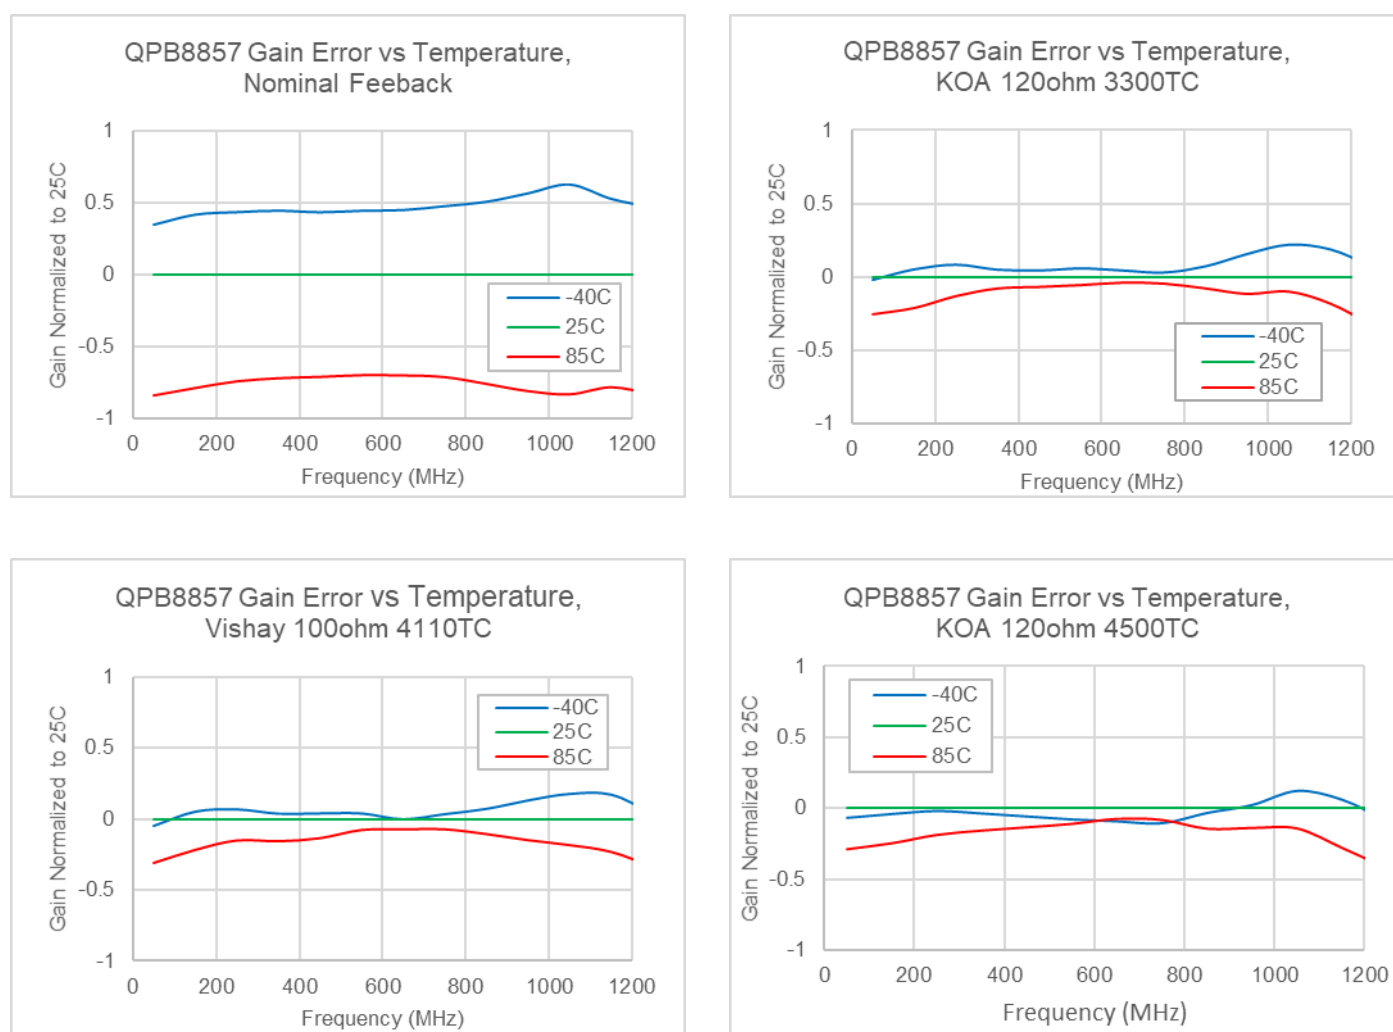 QPB8857 Gain Error vs Temperature,
Nominal Feeback
1
0.5
0
-0.5
-1
Gain Normalized to 25C
-40C
25C
85C
0 200 400 600 800 1000 1200
Frequency (MHz)
QPB8857 Gain Error vs Temperature,
KOA 120ohm 3300TC
1
0.5
0
-0.5
-1
Gain Normalized to 25C
-40C
25C
85C
0 200 400 600 800 1000 1200
Frequency (MHz)
QPB8857 Gain Error vs Temperature,
Vishay 100ohm 4110TC
1
0.5
0
-0.5
-1
Gain Normalized to 25C
-40C
25C
85C
0 200 400 600 800 1000 1200
Frequency (MHz)
QPB8857 Gain Error vs Temperature,
KOA 120ohm 4500TC
1
0.5
0
-0.5
-1
Gain Normalized to 25C
-40C
25C
85C
0 200 400 600 800 1000 1200
Frequency (MHz)